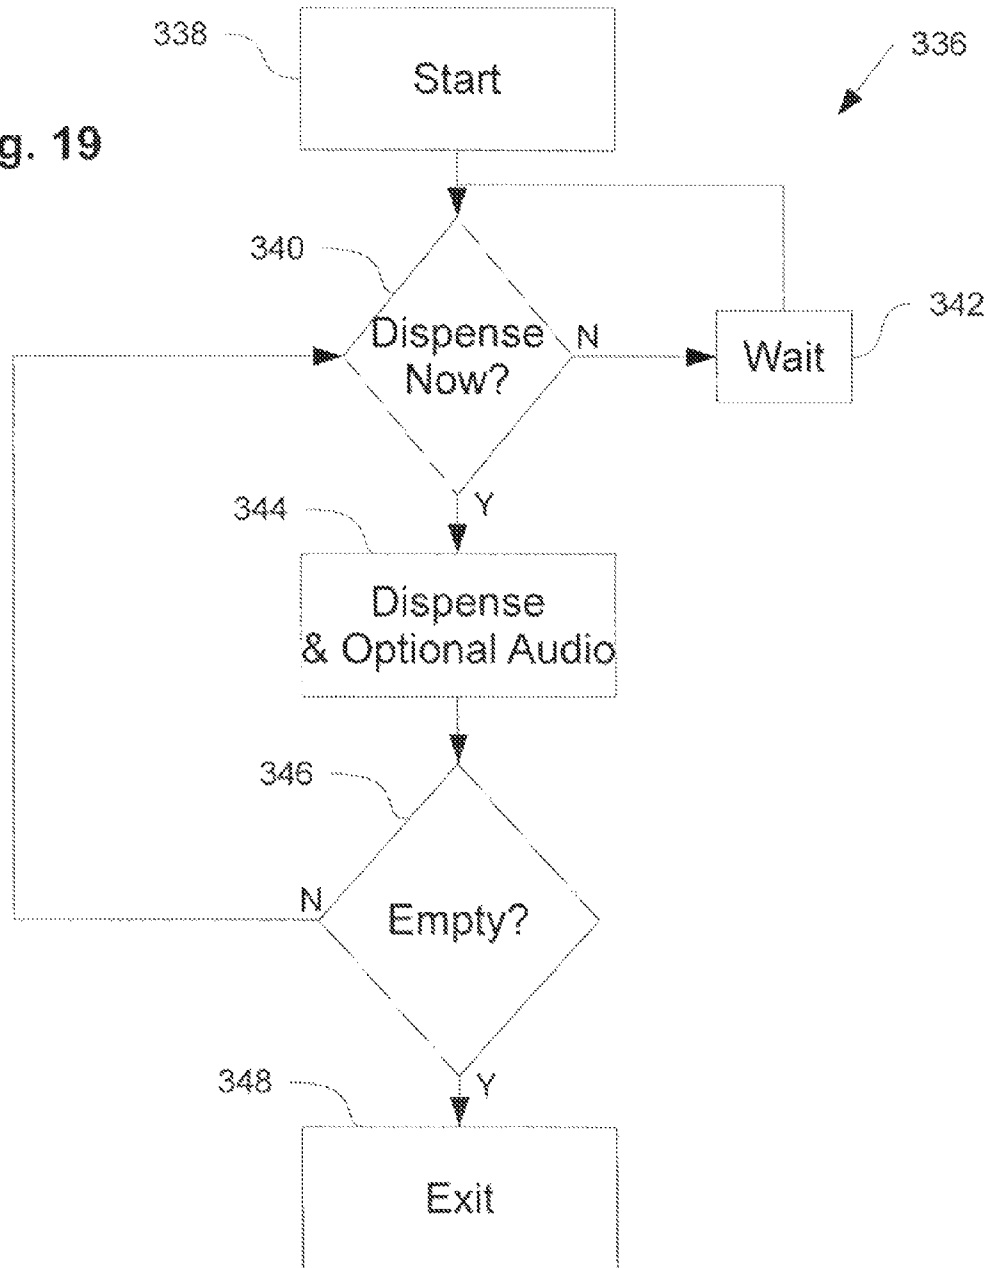 338
Start
336
g. 19
340
Dispense
Now?
N
342
Wait
Y
344
Dispense
& Optional Audio
346
N
Empty?
348
Y
Exit